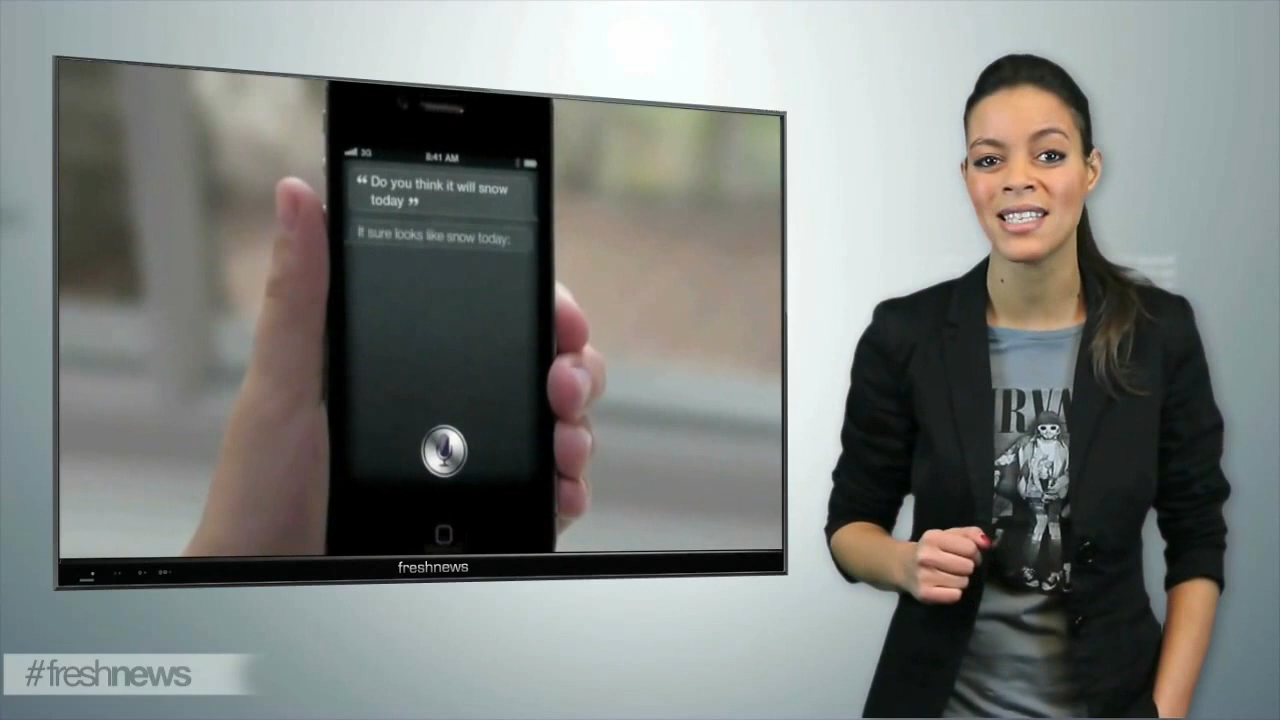 3G 8:41 AM
“ Do you think it will snow
today ”
It sure looks like snow today:
freshnews
#freshnews